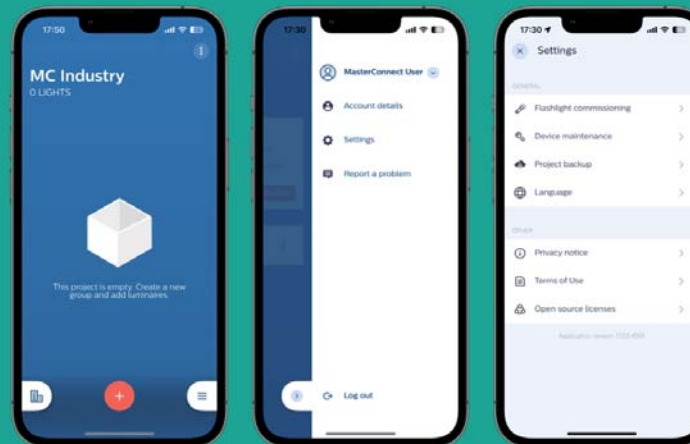 17:50
MC Industry
0 LIGHTS
This project is empty. Create a new
group and add luminaires.
17:30
MasterConnect User
Account details
Settings
Report a problem
Log out
17:30
Settings
GENERAL
Flashlight commissioning
Device maintenance
Project backup
Language
OTHER
Privacy notice
Terms of Use
Open source licenses